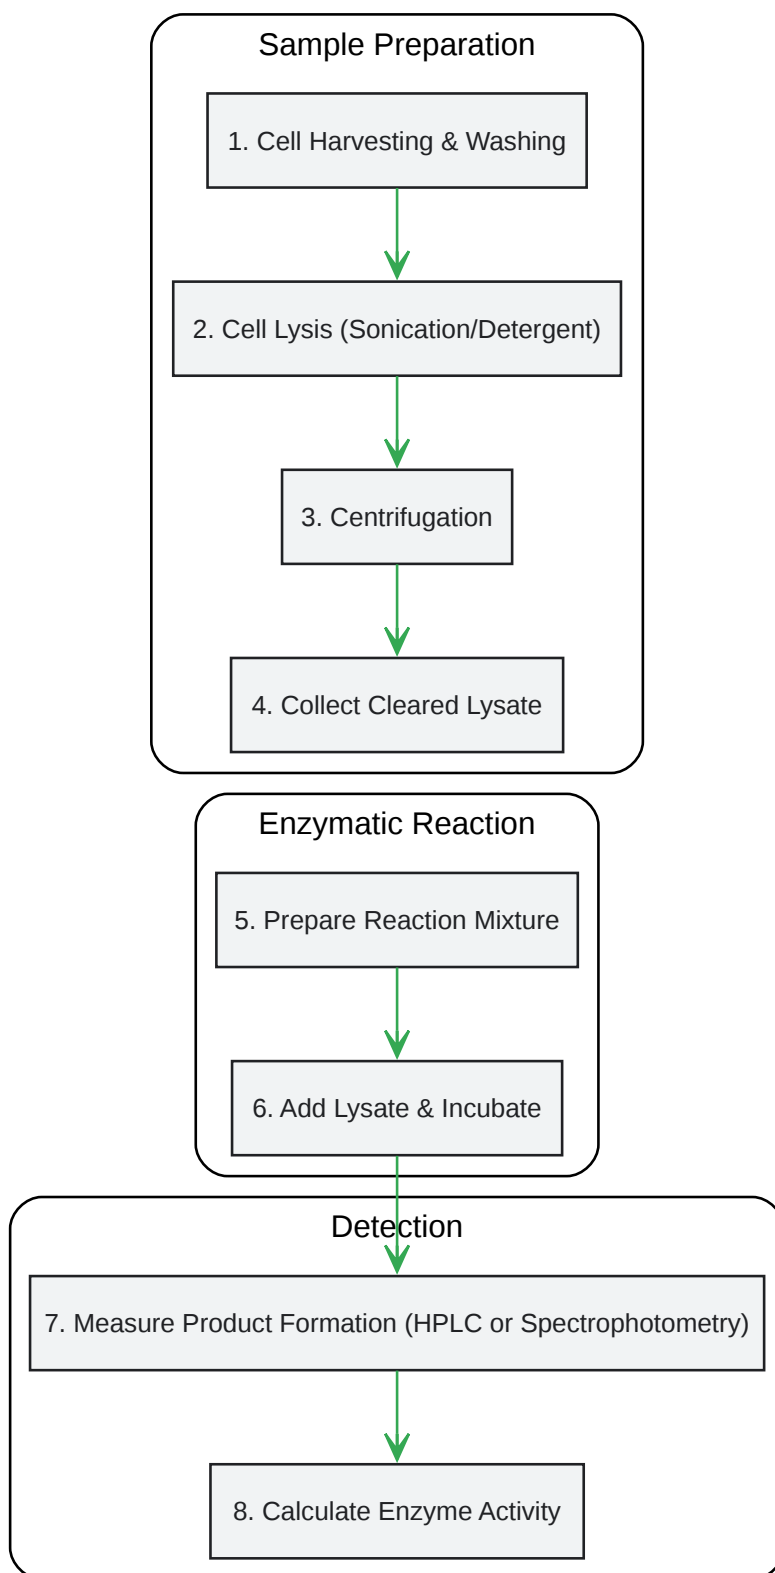 Sample Preparation
1. Cell Harvesting & Washing
2. Cell Lysis (Sonication/Detergent)
3. Centrifugation
4. Collect Cleared Lysate
Enzymatic Reaction
5. Prepare Reaction Mixture
6. Add Lysate & Incubate
Detection
7. Measure Product Formation (HPLC or Spectrophotometry)
8. Calculate Enzyme Activity